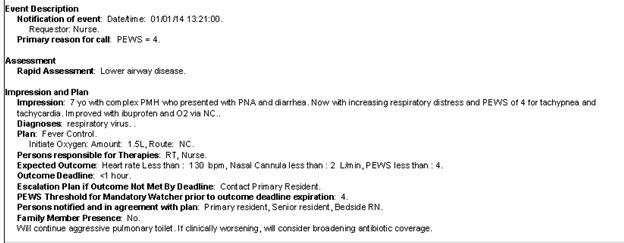 Event Description
Notification of event: Date/time: 01/01/14 13:21:00.
Requestor: Nurse.
Primary reason for call: PEWS = 4.
Assessment
Rapid Assessment: Lower airway disease.
Impression and Plan
Impression: 7 yo with complex PMH who presented with PNA and diarrhea. Now with increasing respiratory distress and PEWS of 4 for tachypnea and
tachycardia. Improved with ibuprofen and O2 via NC..
Diagnoses: respiratory virus. .
Plan: Fever Control.
Initiate Oxygen: Amount: 1.5L, Route: NC.
Persons responsible for Therapies: RT, Nurse.
Expected Outcome: Heart rate Less than : 130 bpm, Nasal Cannula less than : 2 L/min, PEWS less than : 4.
Outcome Deadline: <1 hour.
Escalation Plan if Outcome Not Met By Deadline: Contact Primary Resident.
PEWS Threshold for Mandatory Watcher prior to outcome deadline expiration: 4.
Persons notified and in agreement with plan: Primary resident, Senior resident, Bedside RN.
Family Member Presence: No.
Will continue aggressive pulmonary toilet. If clinically worsening, will consider broadening antibiotic coverage.